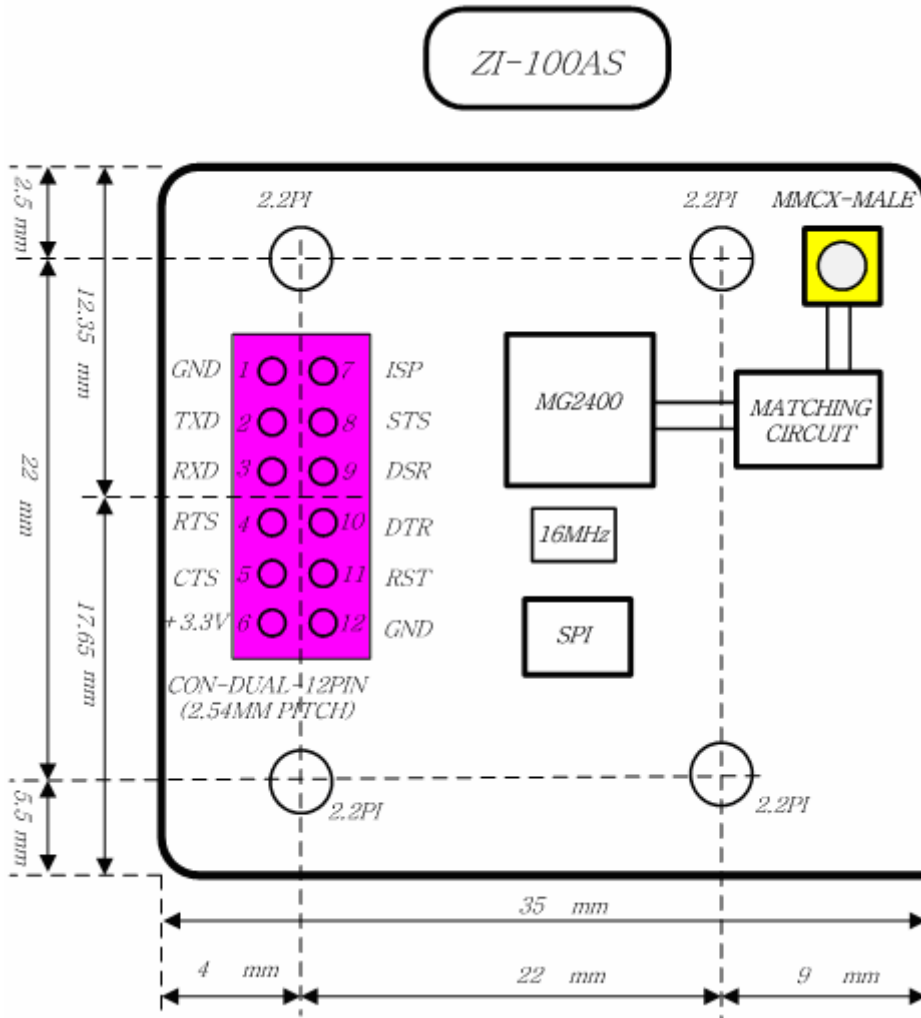 ZI-100AS
2.2PI
2.2PI
MMCX-MALE
2.5 mm
12.35 mm
22 mm
17.65 mm
5.5 mm
GND 1 7 ISP
TXD 2 8 STS
RXD 3 9 DSR
RTS 4 10 DTR
CTS 5 11 RST
+3.3V 6 12 GND
CON-DUAL-12PIN
(2.54MM PITCH)
MG2400
MATCHING
CIRCUIT
16MHz
SPI
2.2PI
2.2PI
35 mm
4 mm
22 mm
9 mm